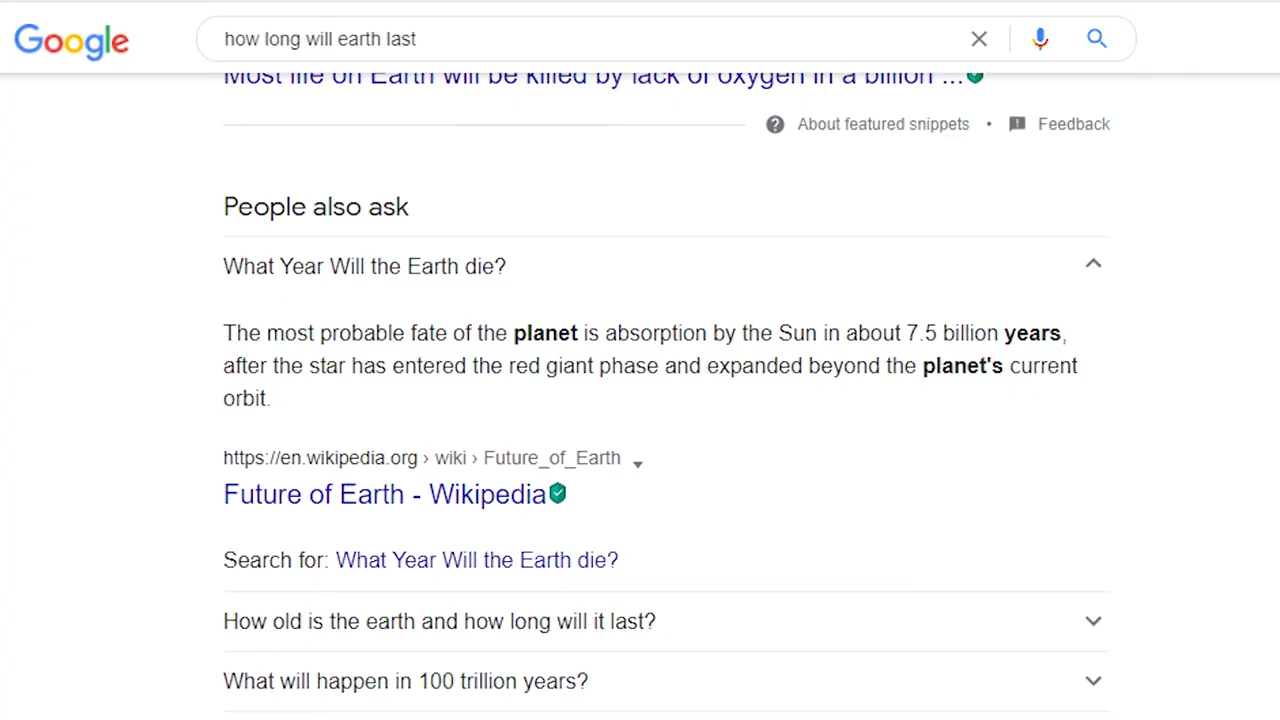 Google
how long will earth last
Most life on Earth will be killed by lack of oxygen in a billion ...
About featured snippets • Feedback
People also ask
What Year Will the Earth die?
The most probable fate of the planet is absorption by the Sun in about 7.5 billion years,
after the star has entered the red giant phase and expanded beyond the planet's current
orbit.
https://en.wikipedia.org › wiki › Future_of_Earth
Future of Earth - Wikipedia
Search for: What Year Will the Earth die?
How old is the earth and how long will it last?
What will happen in 100 trillion years?